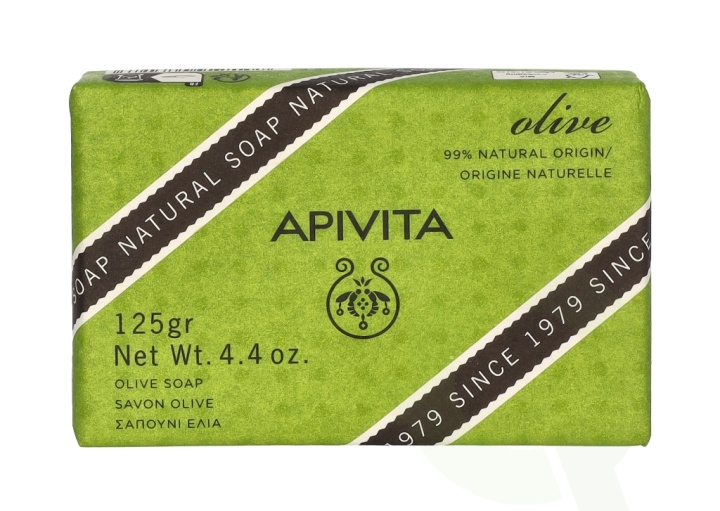 SOAP NATURAL SOAP NATURAL
olive
99% NATURAL ORIGIN/
ORIGINE NATURELLE
APIVITA
125gr
Net Wt. 4.4 oz.
OLIVE SOAP
SAVON OLIVE
ΣΑΠΟΥΝΙ ΕΛΙΑ
1979 SINCE 1979 SINCE